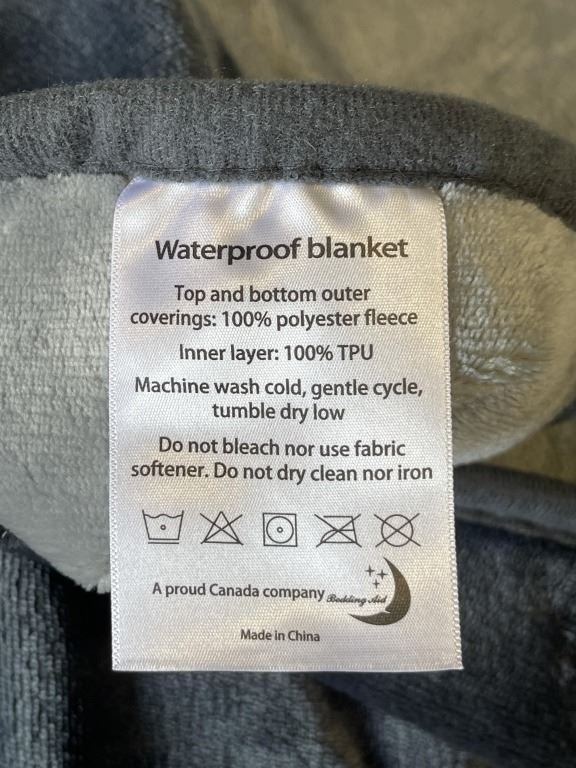 Waterproof blanket
Top and bottom outer
coverings: 100% polyester fleece
Inner layer: 100% TPU
Machine wash cold, gentle cycle,
tumble dry low
Do not bleach nor use fabric
softener. Do not dry clean nor iron
A proud Canada company Bedding Aid
Made in China